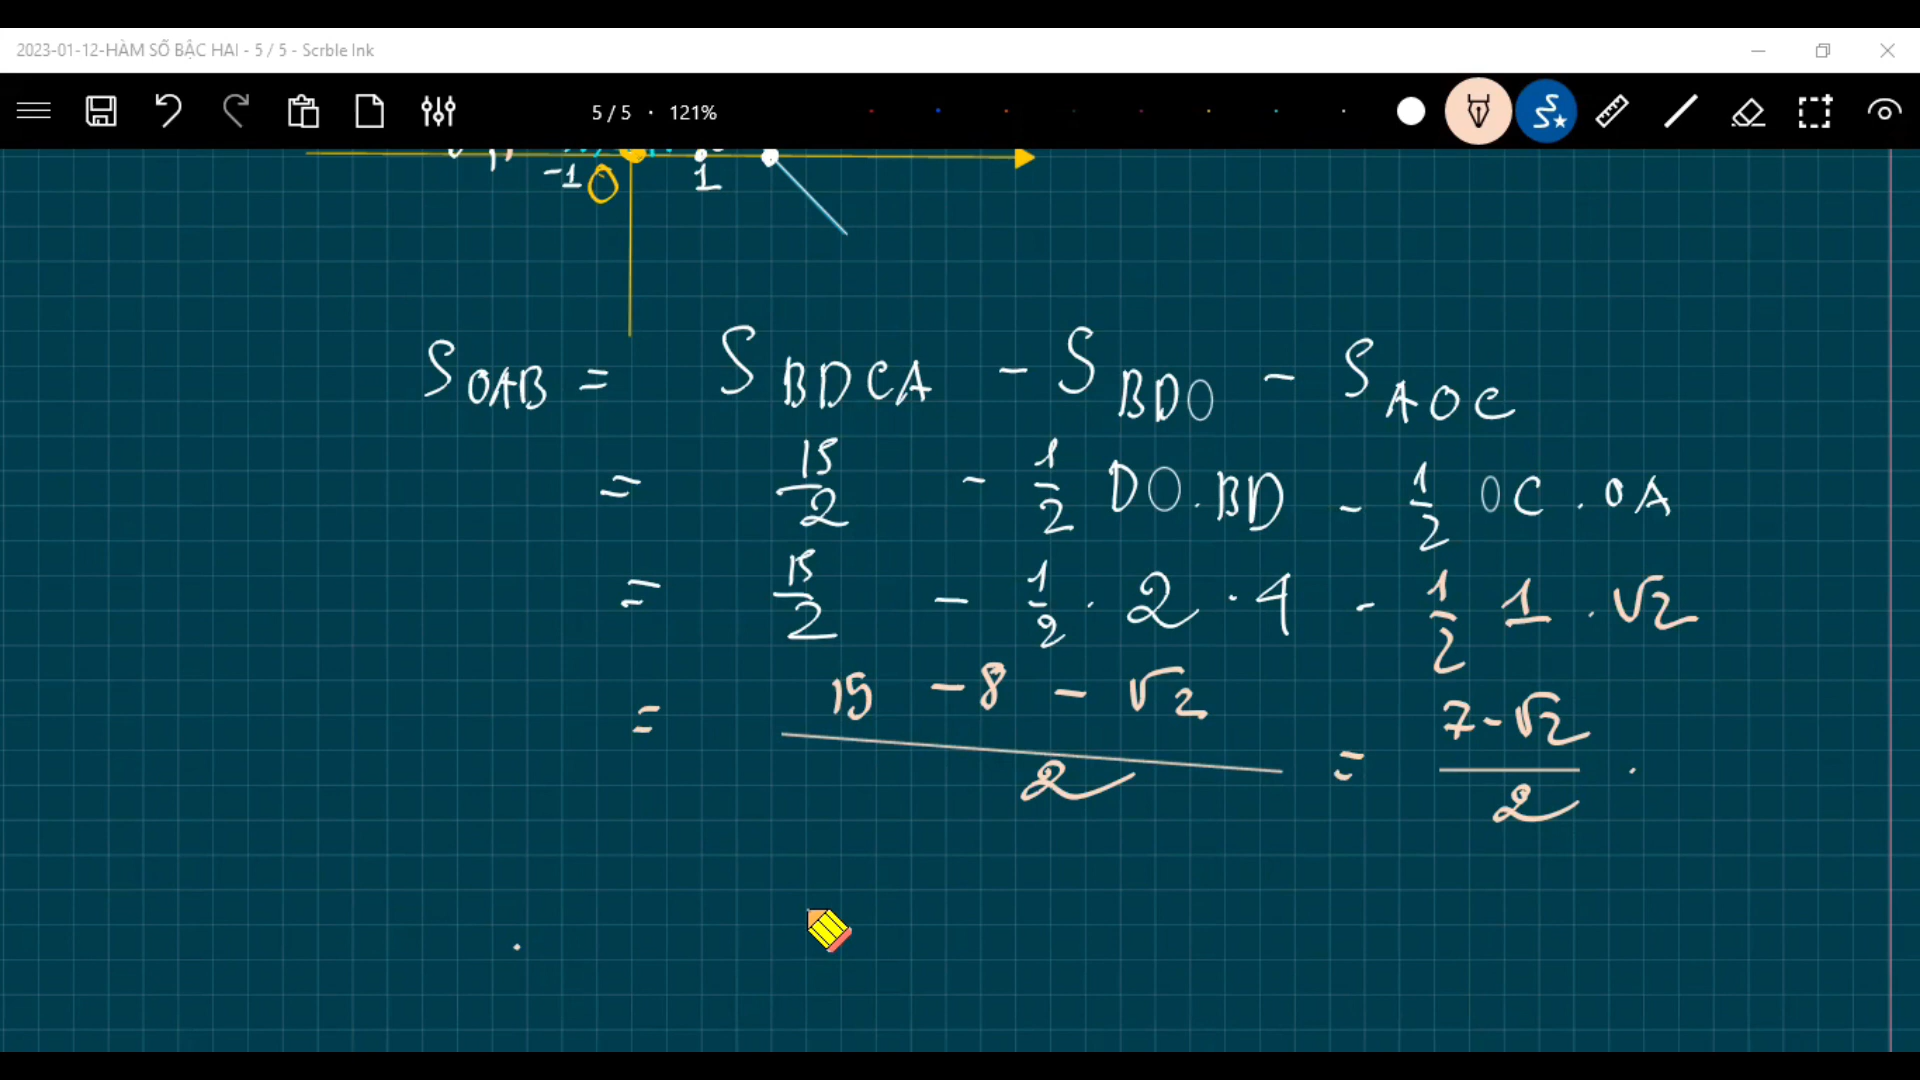 2023-01-12-HÀM SỐ BẬC HAI - 5 / 5 - Scrble Ink
5 / 5 · 121%
-1 O 1
S_OAB = S_BDCA - S_BDO - S_AOC
= 15/2 - 1/2 DO.BD - 1/2 OC.OA
= 15/2 - 1/2 . 2 . 4 - 1/2 1 . √2
= (15 - 8 - √2)/2 = (7 - √2)/2 .